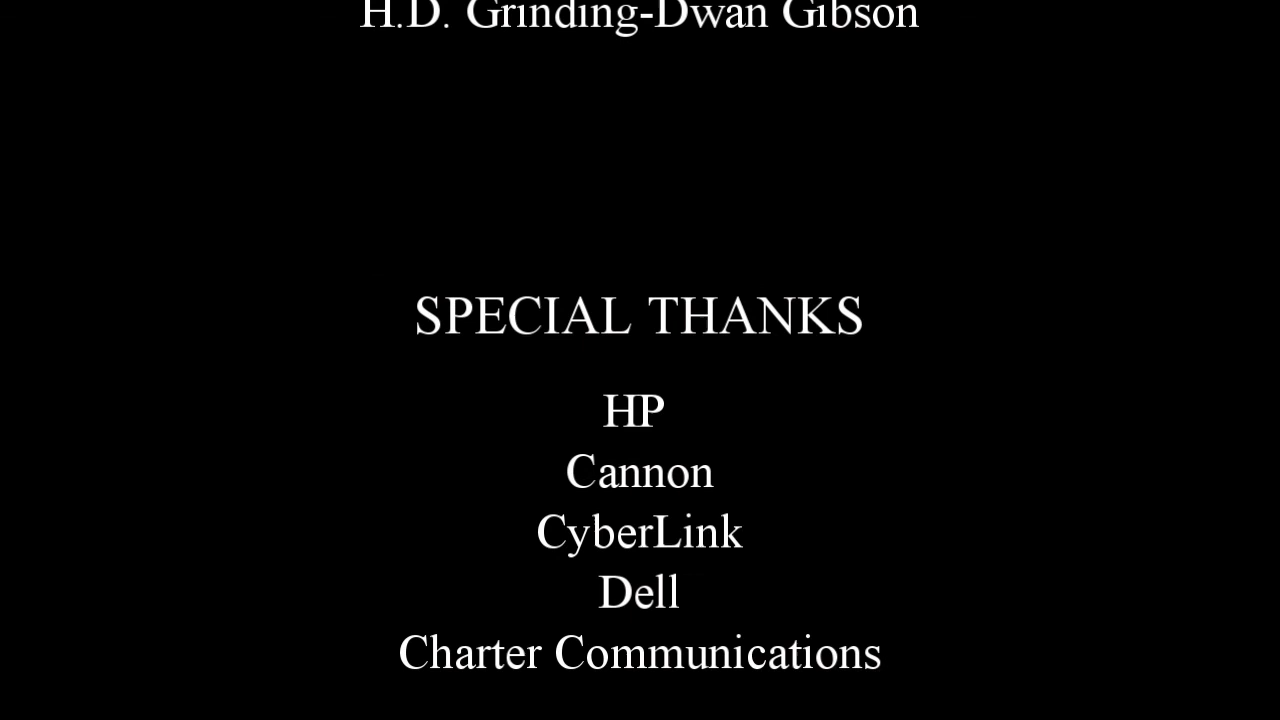 H.D. Grinding-Dwan Gibson
SPECIAL THANKS
HP
Cannon
CyberLink
Dell
Charter Communications